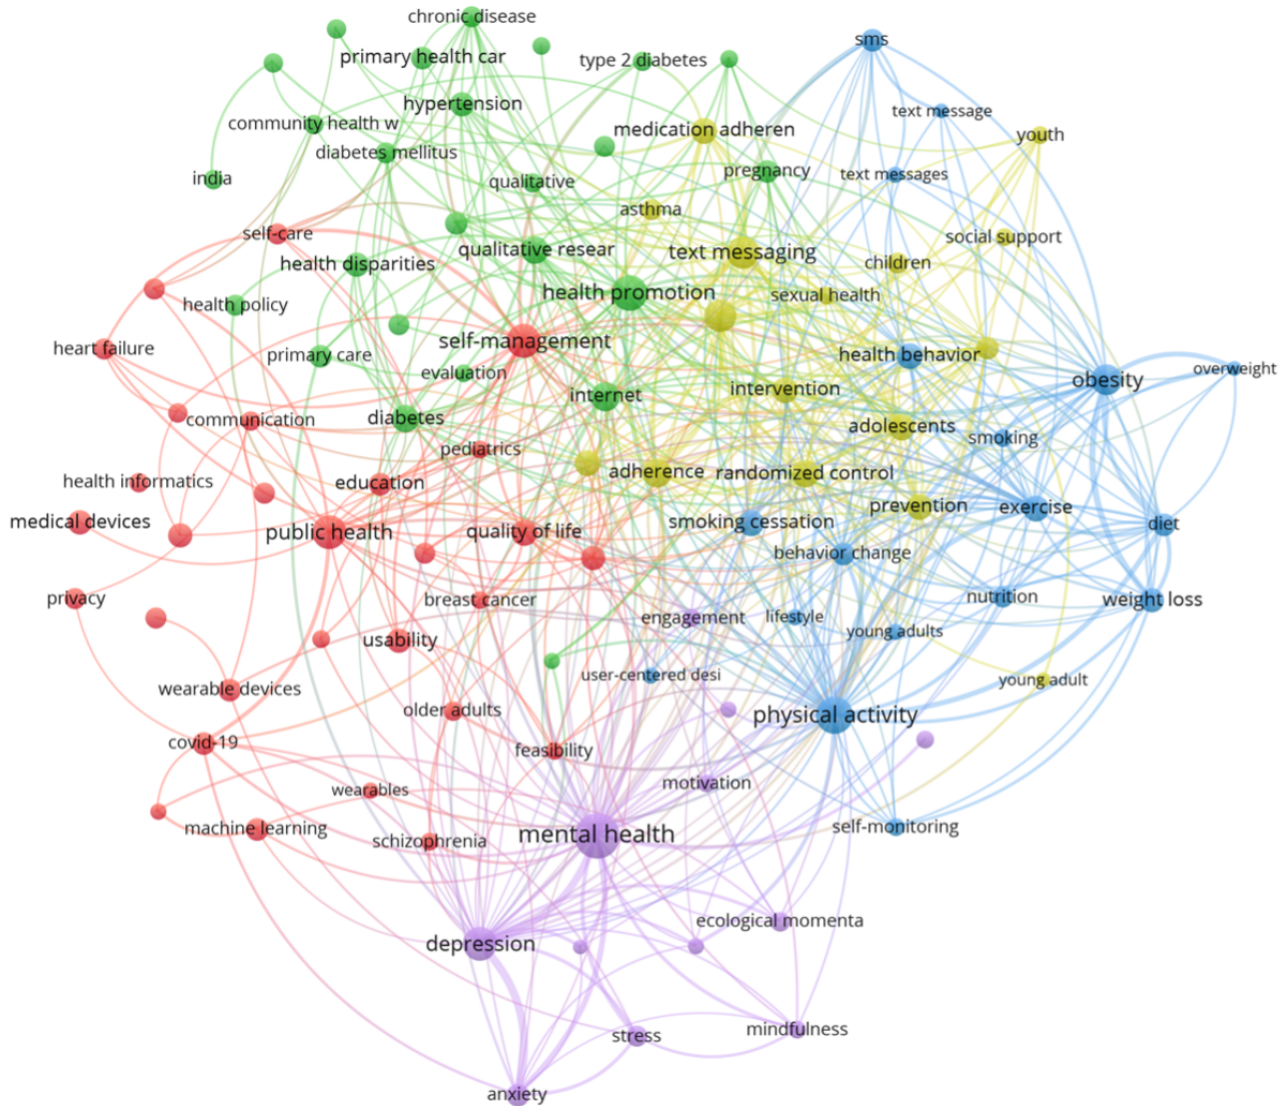 chronic disease
sms
primary health car
type 2 diabetes
hypertension
text message
community health w
medication adheren
youth
diabetes mellitus
pregnancy
text messages
india
qualitative
asthma
self-care
social support
qualitative resear
text messaging
health disparities
children
health promotion
sexual health
health policy
self-management
heart failure
primary care
health behavior
evaluation
overweight
obesity
internet
intervention
communication
diabetes
adolescents
smoking
pediatrics
adherence
randomized control
health informatics
education
prevention
exercise
medical devices
public health
quality of life
smoking cessation
diet
behavior change
privacy
breast cancer
nutrition
weight loss
engagement
lifestyle
usability
young adults
user-centered desi
young adult
wearable devices
older adults
physical activity
covid-19
feasibility
motivation
wearables
machine learning
schizophrenia
mental health
self-monitoring
ecological momenta
depression
stress
mindfulness
anxiety